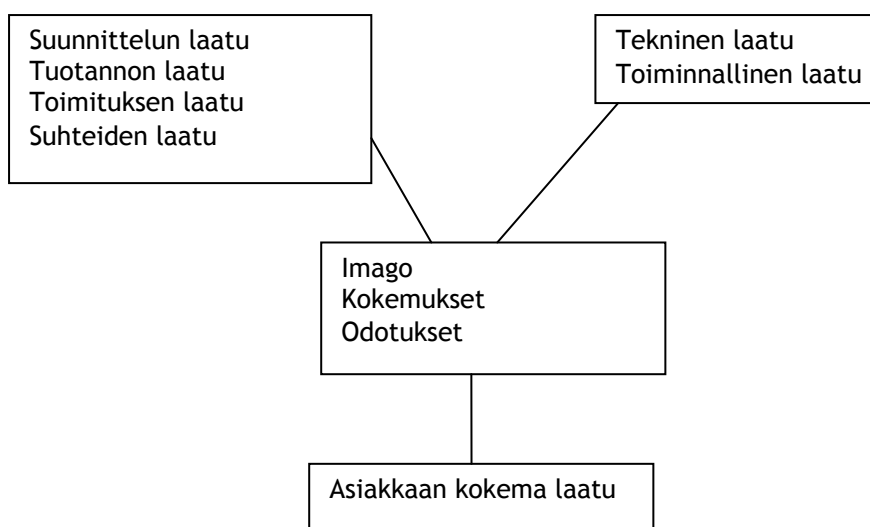 Suunnittelun laatu
Tuotannon laatu
Toimituksen laatu
Suhteiden laatu
Tekninen laatu
Toiminnallinen laatu
Imago
Kokemukset
Odotukset
Asiakkaan kokema laatu